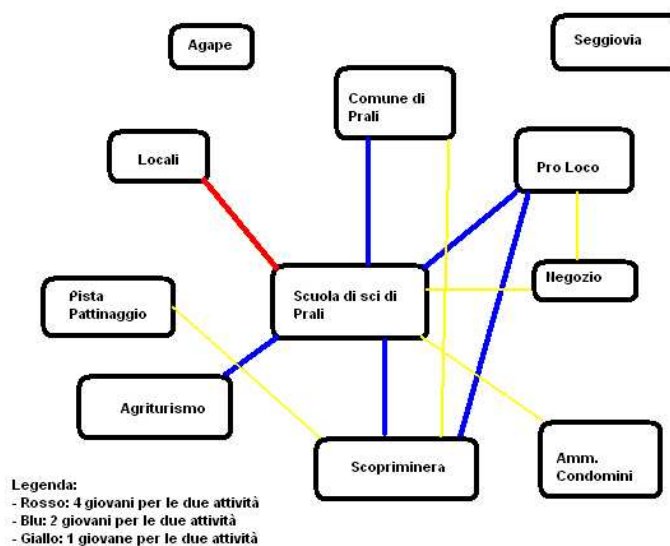 Agape
Seggiovia
Comune di
Prali
Locali
Pro Loco
Scuola di sci di
Prali
Negozio
Pista
Pattinaggio
Agriturismo
Scopriminera
Amm.
Condomini
Legenda:
- Rosso: 4 giovani per le due attività
- Blu: 2 giovani per le due attività
- Giallo: 1 giovane per le due attività